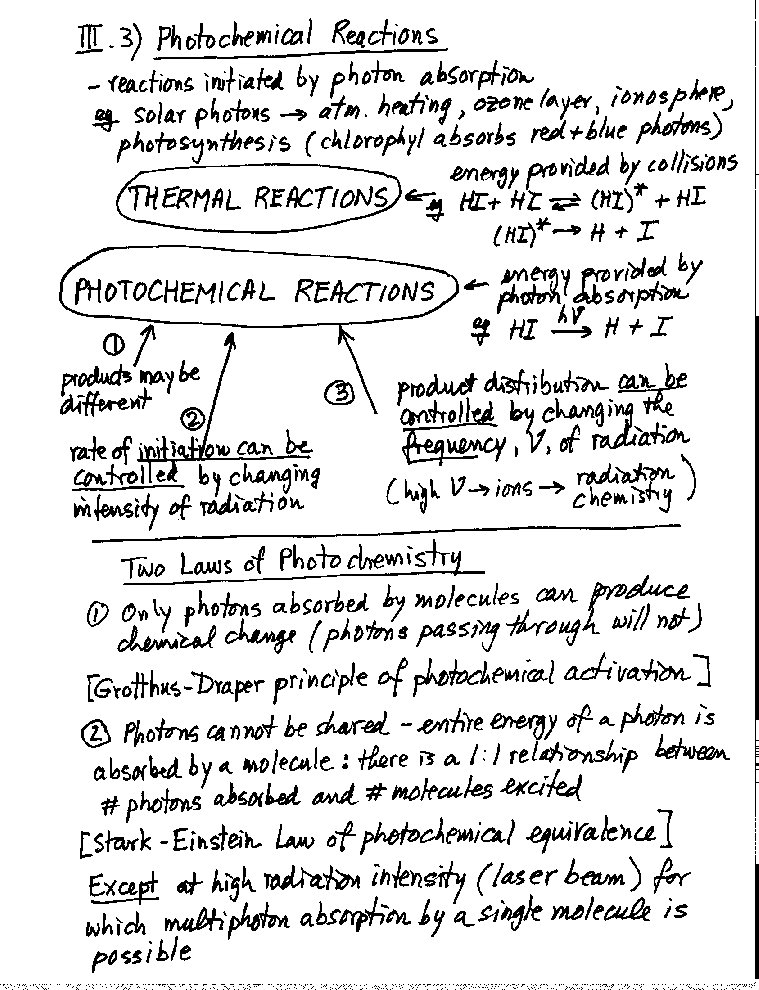 III.3) Photochemical Reactions
- reactions initiated by photon absorption
eg solar photons → atm. heating, ozone layer, ionosphere,
photosynthesis (chlorophyl absorbs red + blue photons)
energy provided by collisions
THERMAL REACTIONS ← eg HI + HI ⇌ (HI)* + HI
(HI)* → H + I
PHOTOCHEMICAL REACTIONS ← energy provided by
photon absorption
eg HI hν→ H + I
①
products may be
different
②
rate of initiation can be
controlled by changing
intensity of radiation
③
product distribution can be
controlled by changing the
frequency, ν, of radiation
(high ν → ions → radiation
chemistry)
Two Laws of Photochemistry
① Only photons absorbed by molecules can produce
chemical change (photons passing through will not)
[Grotthus-Draper principle of photochemical activation]
② Photons cannot be shared - entire energy of a photon is
absorbed by a molecule: there is a 1:1 relationship between
# photons absorbed and # molecules excited
[Stark-Einstein Law of photochemical equivalence]
Except at high radiation intensity (laser beam) for
which multiphoton absorption by a single molecule is
possible